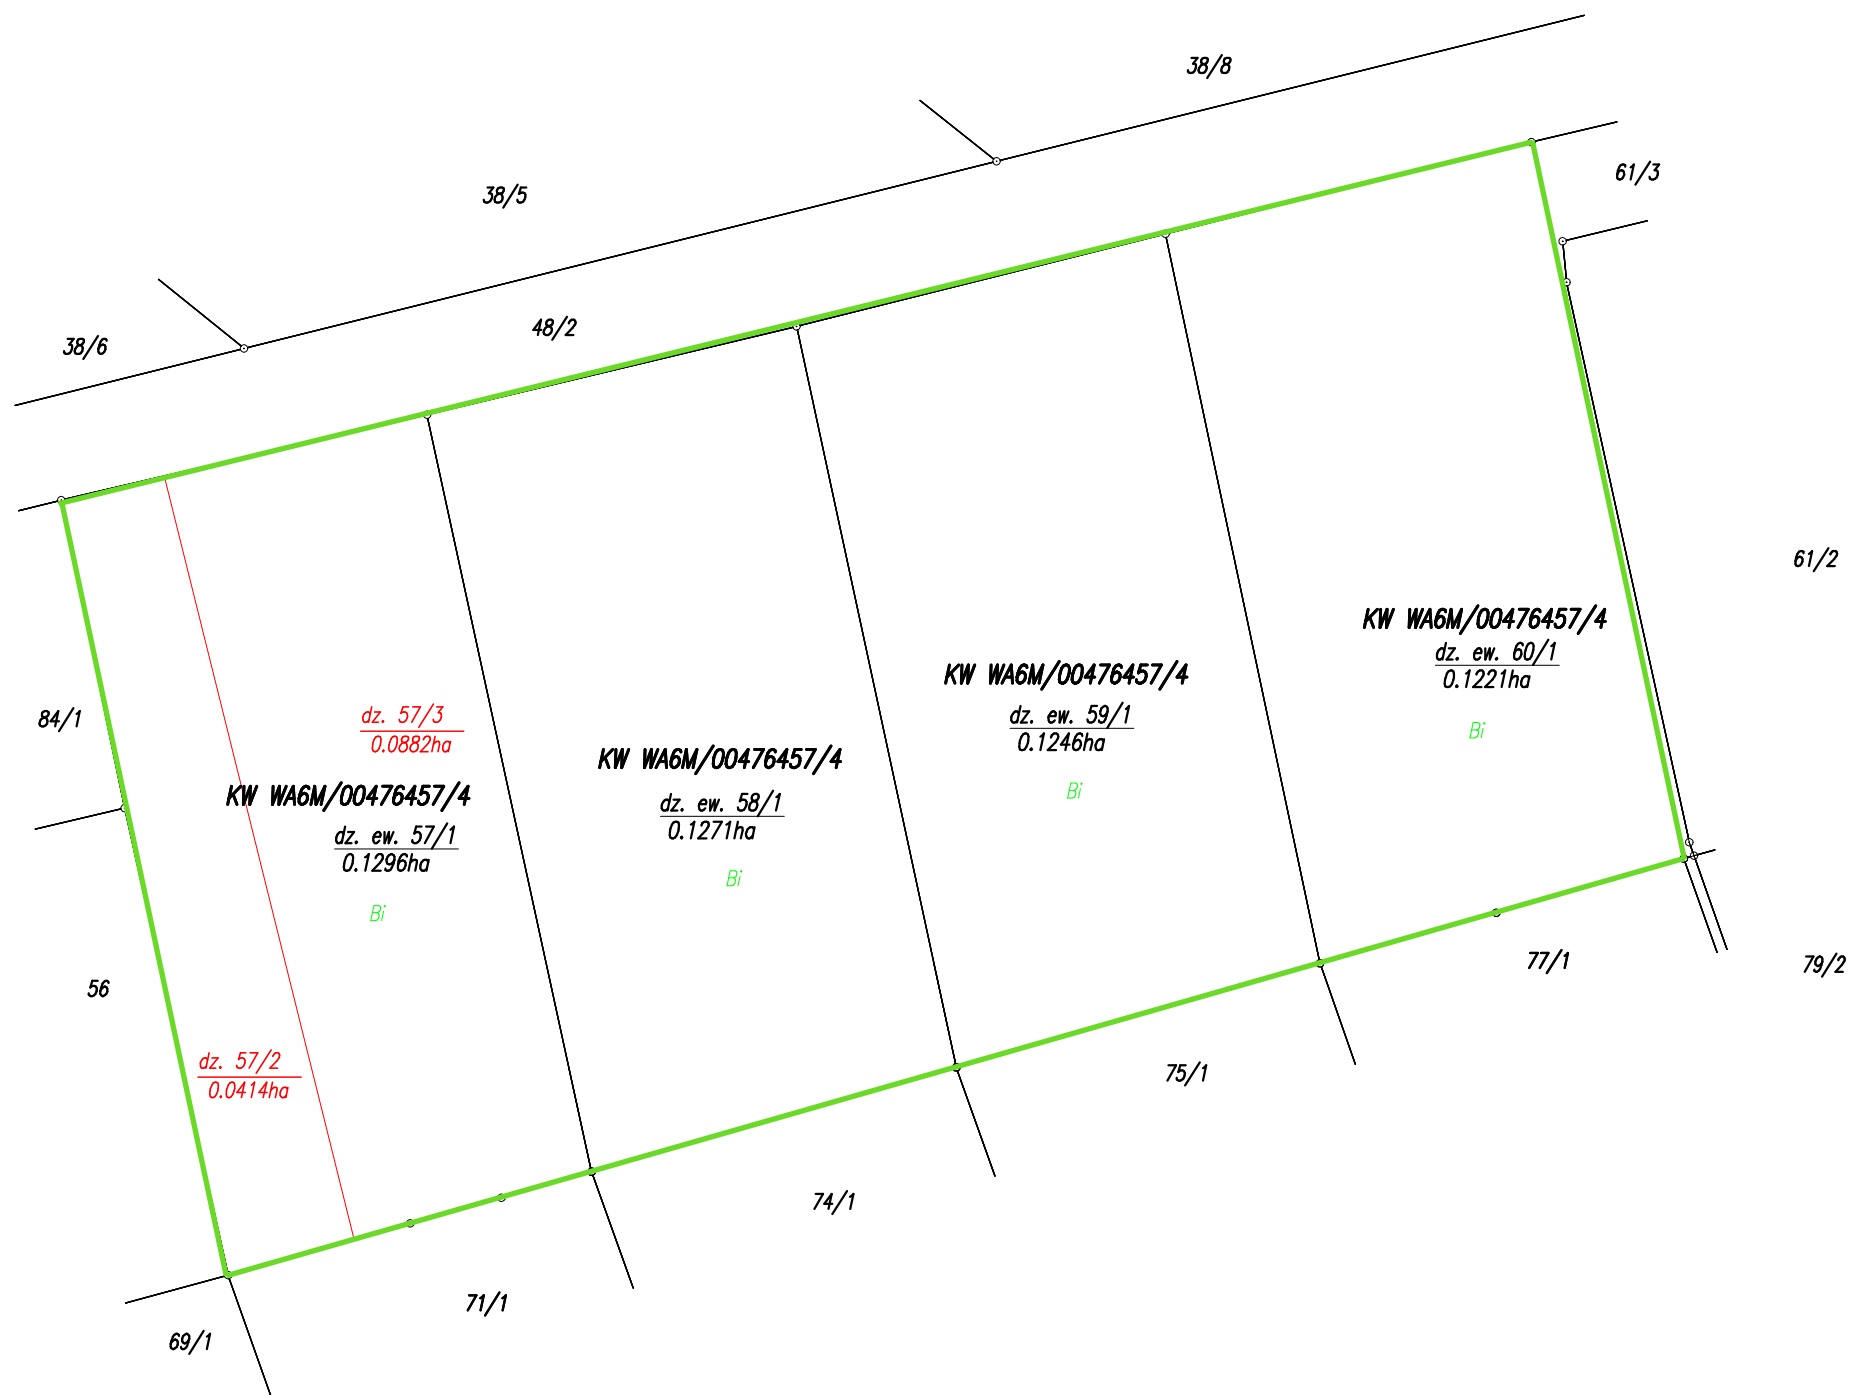 38/8
38/5
61/3
48/2
38/6
61/2
KW WA6M/00476457/4
dz. ew. 60/1
0.1221ha
Bi
KW WA6M/00476457/4
dz. ew. 59/1
0.1246ha
Bi
84/1
dz. 57/3
0.0882ha
KW WA6M/00476457/4
dz. ew. 58/1
0.1271ha
Bi
KW WA6M/00476457/4
dz. ew. 57/1
0.1296ha
Bi
56
77/1
79/2
dz. 57/2
0.0414ha
75/1
74/1
71/1
69/1